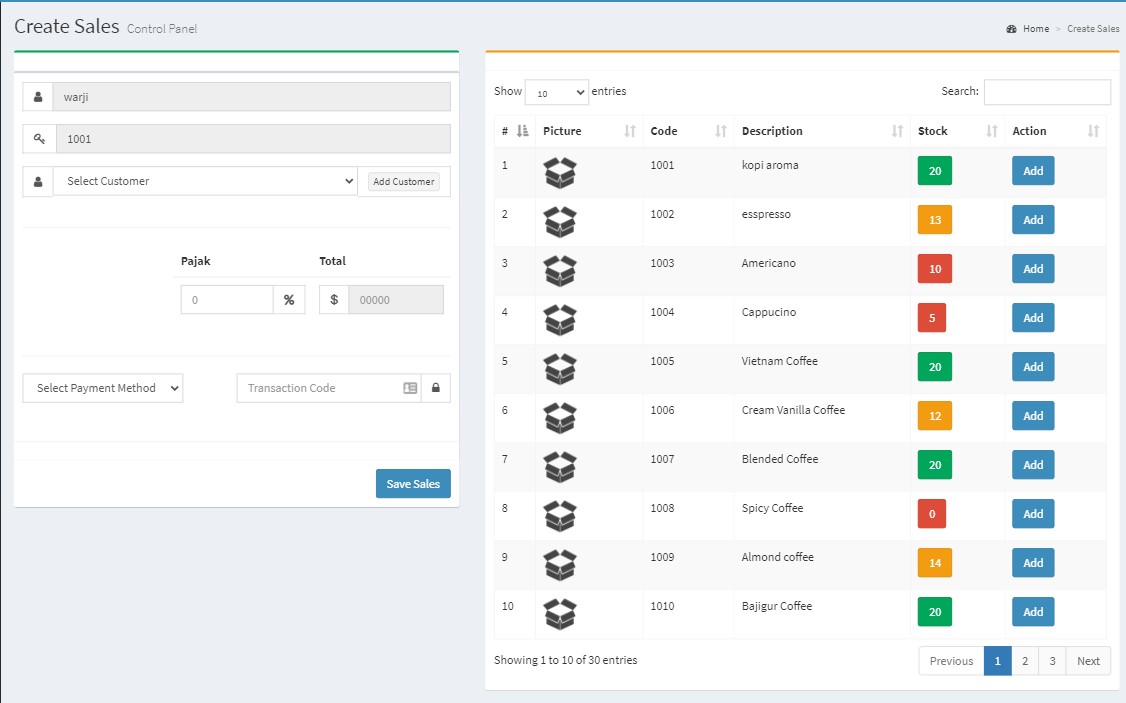 Create Sales Control Panel
Home > Create Sales
warji
1001
Select Customer Add Customer
Pajak Total
0 % $ 00000
Select Payment Method Transaction Code
Save Sales
Show 10 entries Search:
# Picture Code Description Stock Action
1 1001 kopi aroma 20 Add
2 1002 esspresso 13 Add
3 1003 Americano 10 Add
4 1004 Cappucino 5 Add
5 1005 Vietnam Coffee 20 Add
6 1006 Cream Vanilla Coffee 12 Add
7 1007 Blended Coffee 20 Add
8 1008 Spicy Coffee 0 Add
9 1009 Almond coffee 14 Add
10 1010 Bajigur Coffee 20 Add
Showing 1 to 10 of 30 entries Previous 1 2 3 Next